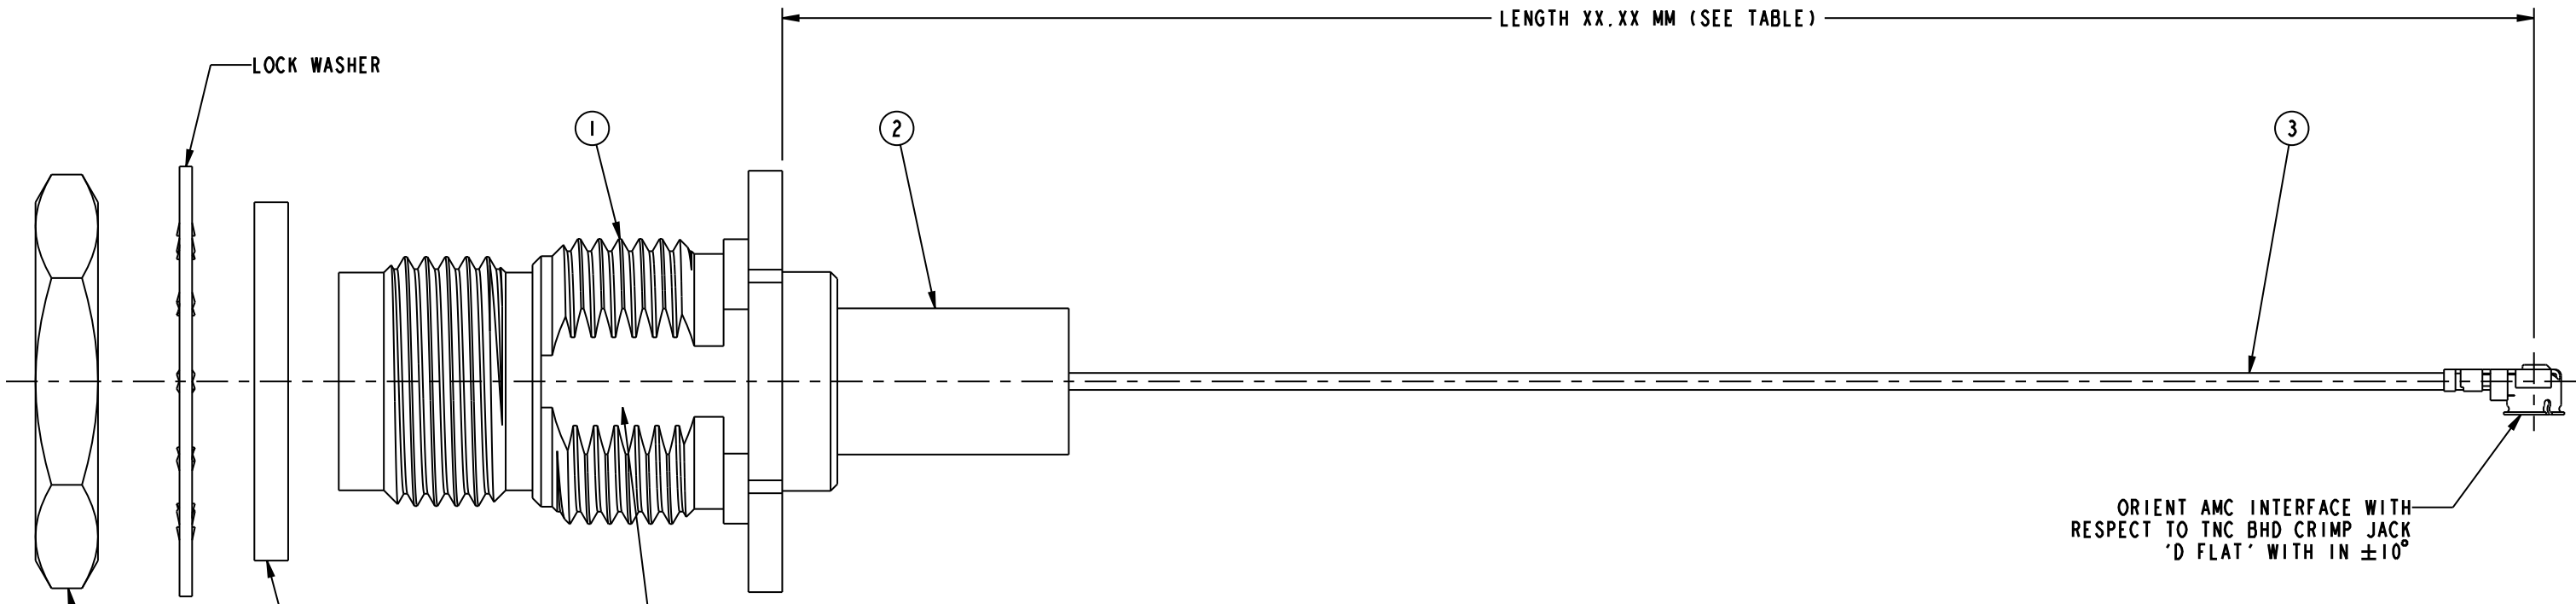 LENGTH XX.XX MM (SEE TABLE)
LOCK WASHER
1
2
3
ORIENT AMC INTERFACE WITH
RESPECT TO TNC BHD CRIMP JACK
'D FLAT' WITH IN ±10°